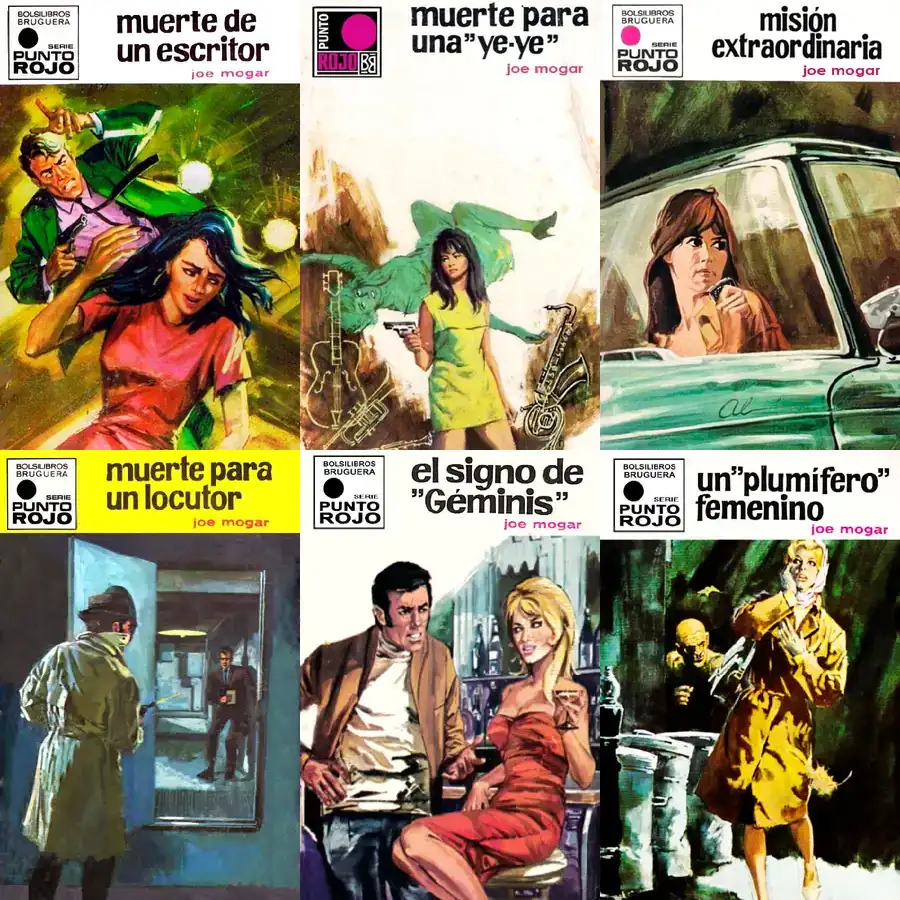 BOLSILIBROS
BRUGUERA
SERIE
PUNTO
ROJO
muerte de
un escritor
joe mogar
PUNTO
ROJO
BB
muerte para
una "ye-ye"
joe mogar
BOLSILIBROS
BRUGUERA
SERIE
PUNTO
ROJO
misión
extraordinaria
joe mogar
BOLSILIBROS
BRUGUERA
SERIE
PUNTO
ROJO
muerte para
un locutor
joe mogar
BOLSILIBROS
BRUGUERA
SERIE
PUNTO
ROJO
el signo de
"Géminis"
joe mogar
BOLSILIBROS
BRUGUERA
SERIE
PUNTO
ROJO
un "plumífero"
femenino
joe mogar